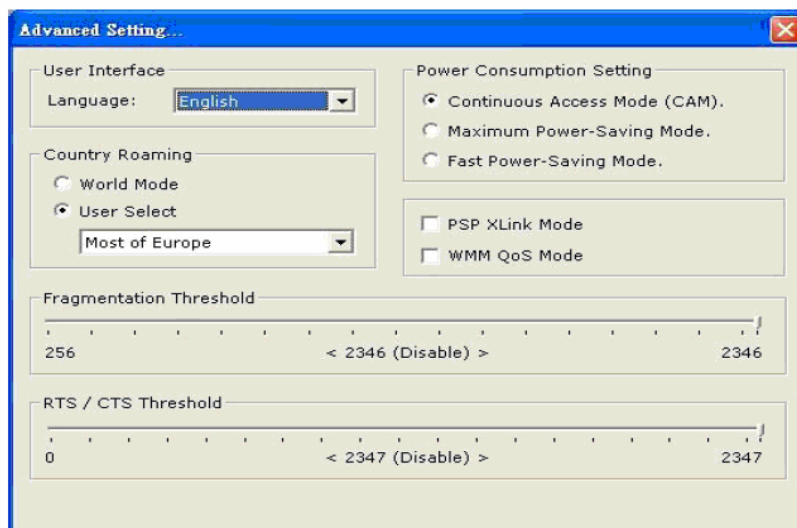 Advanced Setting...
User Interface
Language: English
Country Roaming
World Mode
User Select
Most of Europe
Power Consumption Setting
Continuous Access Mode (CAM).
Maximum Power-Saving Mode.
Fast Power-Saving Mode.
PSP XLink Mode
WMM QoS Mode
Fragmentation Threshold
256 < 2346 (Disable) > 2346
RTS / CTS Threshold
0 < 2347 (Disable) > 2347